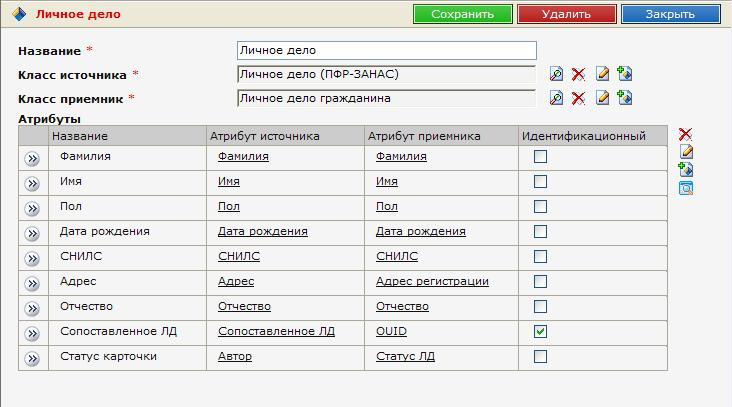 Личное дело Сохранить Удалить Закрыть
Название * Личное дело
Класс источника * Личное дело (ПФР-ЗАНАС)
Класс приемник * Личное дело гражданина
Атрибуты
Название Атрибут источника Атрибут приемника Идентификационный
Фамилия Фамилия Фамилия
Имя Имя Имя
Пол Пол Пол
Дата рождения Дата рождения Дата рождения
СНИЛС СНИЛС СНИЛС
Адрес Адрес Адрес регистрации
Отчество Отчество Отчество
Сопоставленное ЛД Сопоставленное ЛД OUID
Статус карточки Автор Статус ЛД